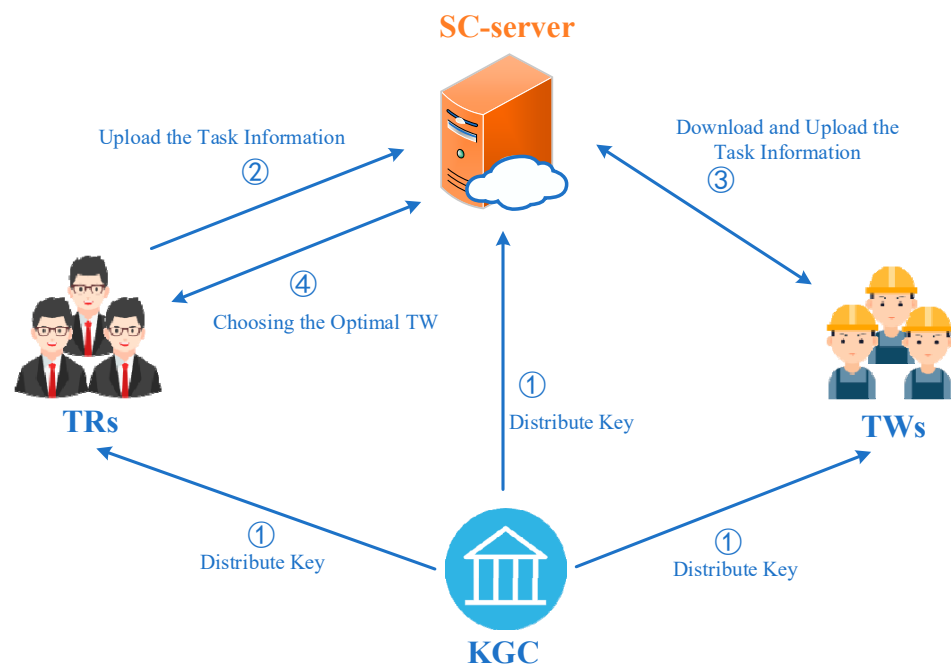 SC-server
Upload the Task Information
②
Download and Upload the
Task Information
③
④
Choosing the Optimal TW
TRs
①
Distribute Key
TWs
①
Distribute Key
①
Distribute Key
KGC